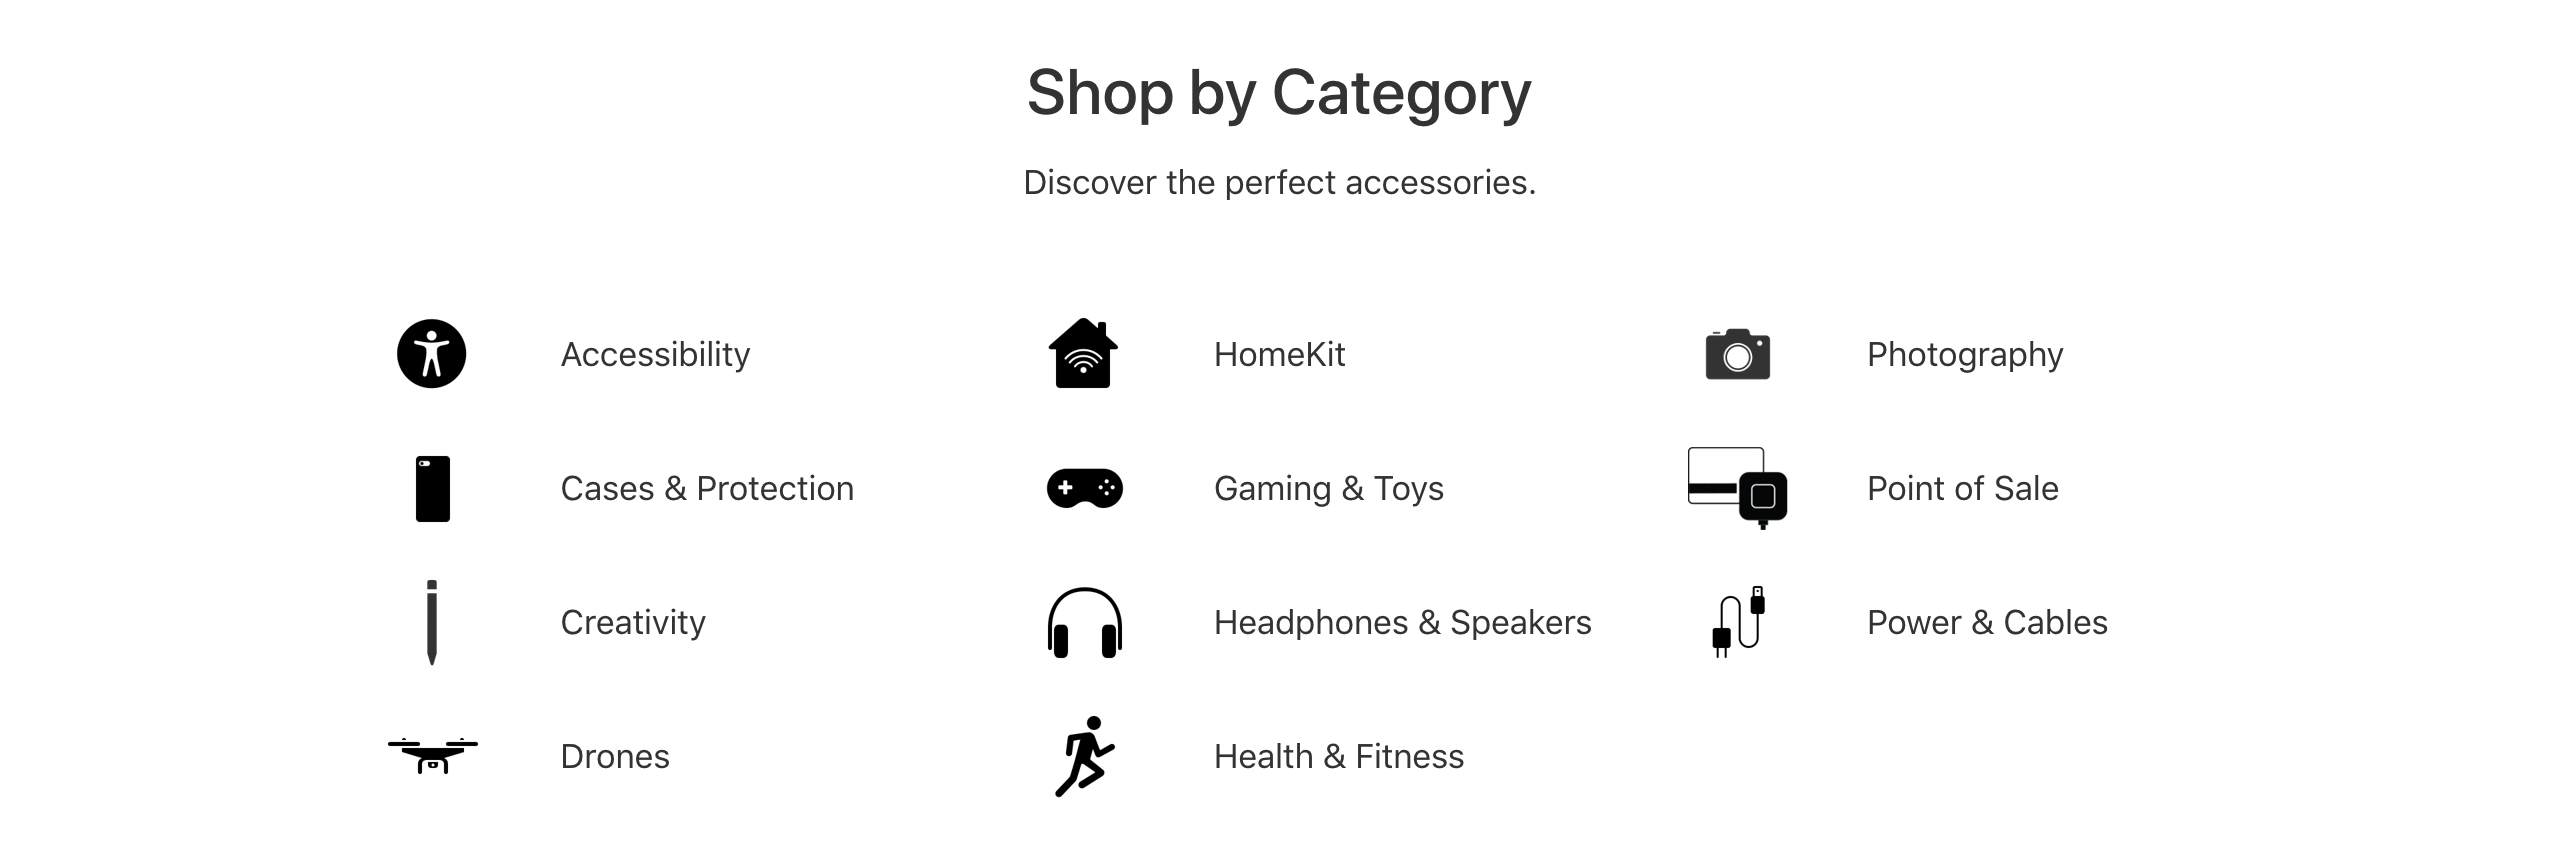 Shop by Category
Discover the perfect accessories.
Accessibility
Cases & Protection
Creativity
Drones
HomeKit
Gaming & Toys
Headphones & Speakers
Health & Fitness
Photography
Point of Sale
Power & Cables